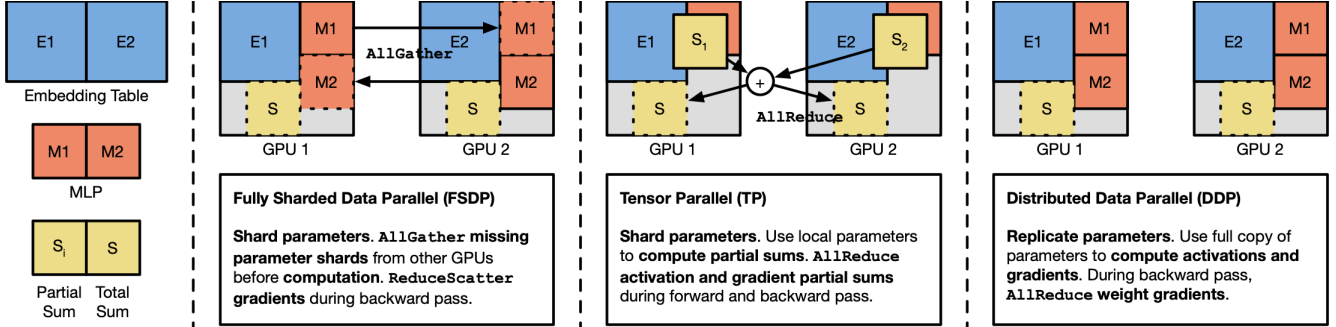 E1 E2
Embedding Table
M1 M2
MLP
Si S
Partial Total
Sum Sum
E1 M1
M2
S
GPU 1
AllGather
E2 M1
M2
S
GPU 2
Fully Sharded Data Parallel (FSDP)
Shard parameters. AllGather missing
parameter shards from other GPUs
before computation. ReduceScatter
gradients during backward pass.
E1 S1
S
GPU 1
+
AllReduce
E2 S2
S
GPU 2
Tensor Parallel (TP)
Shard parameters. Use local parameters
to compute partial sums. AllReduce
activation and gradient partial sums
during forward and backward pass.
E1 M1
M2
S
GPU 1
E2 M1
M2
S
GPU 2
Distributed Data Parallel (DDP)
Replicate parameters. Use full copy of
parameters to compute activations and
gradients. During backward pass,
AllReduce weight gradients.